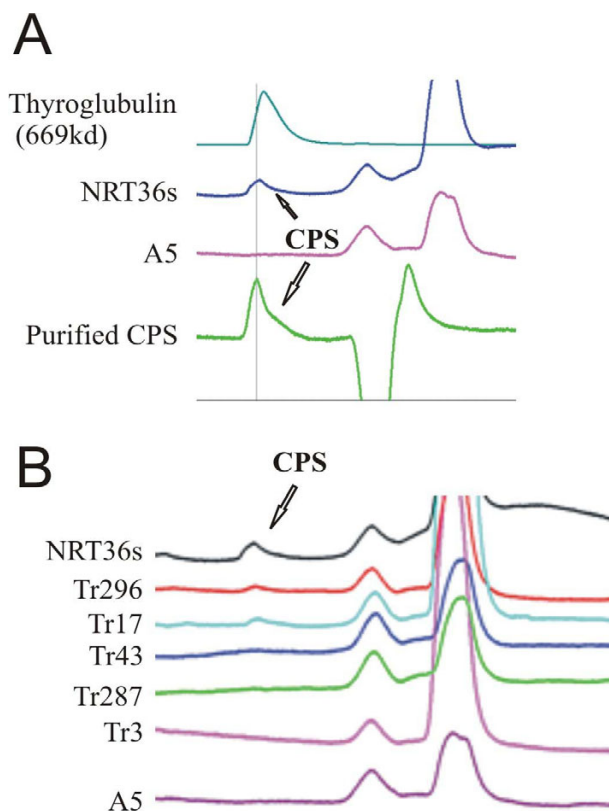 A
Thyroglubulin
(669kd)
NRT36s
CPS
A5
Purified CPS
B
CPS
NRT36s
Tr296
Tr17
Tr43
Tr287
Tr3
A5